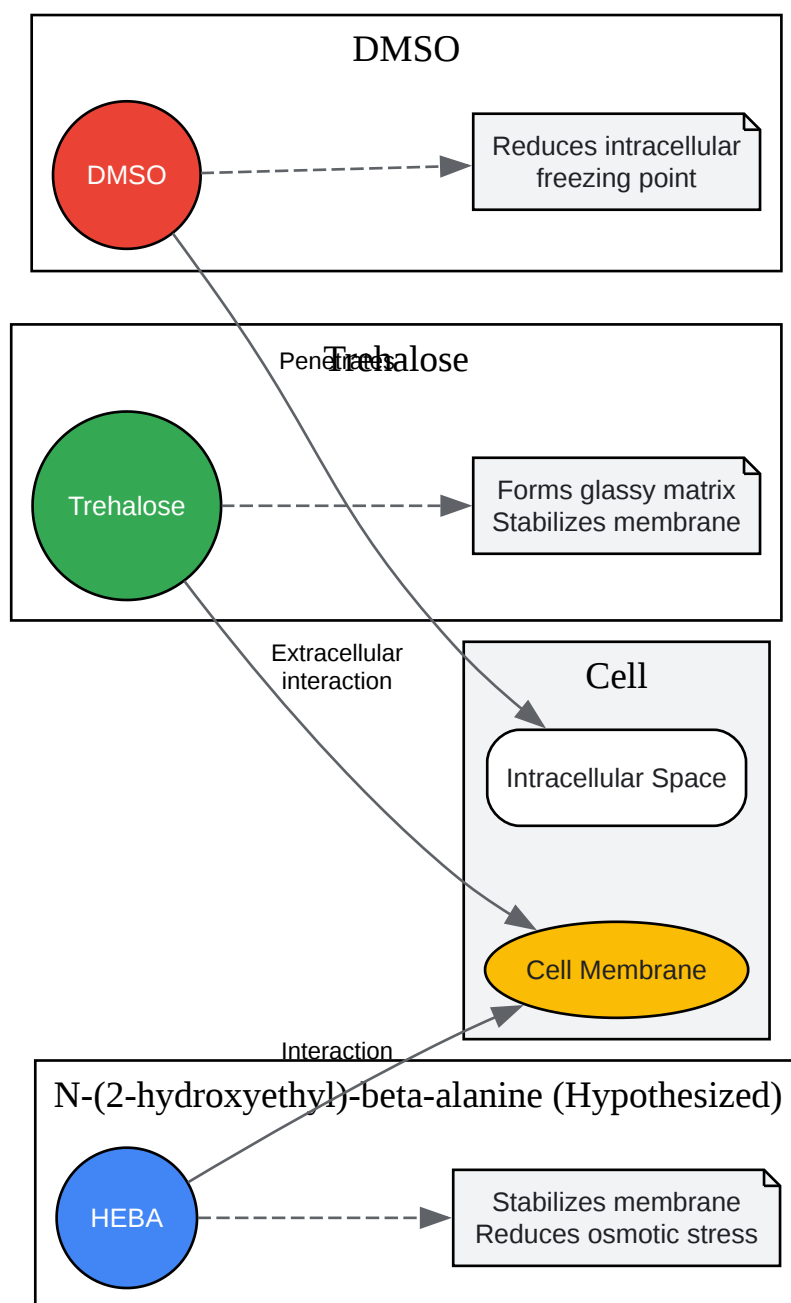 DMSO
DMSO
Reduces intracellular
freezing point
Penetrates
Trehalose
Trehalose
Forms glassy matrix
Stabilizes membrane
Extracellular
interaction
Cell
Intracellular Space
Cell Membrane
Interaction
N-(2-hydroxyethyl)-beta-alanine (Hypothesized)
HEBA
Stabilizes membrane
Reduces osmotic stress